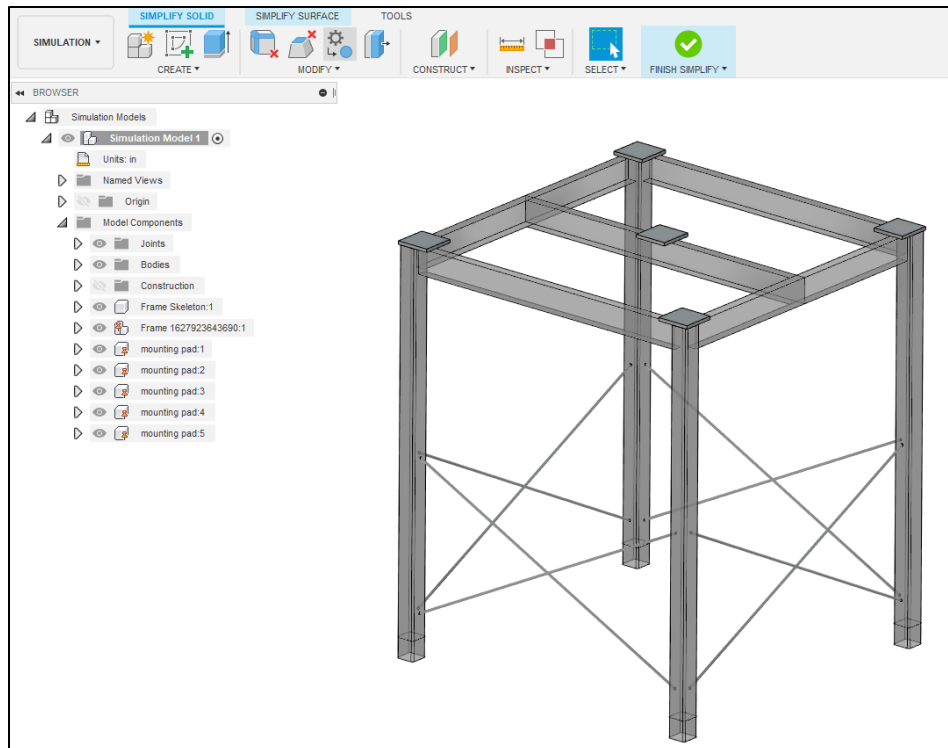 SIMPLIFY SOLID SIMPLIFY SURFACE TOOLS
SIMULATION
CREATE MODIFY CONSTRUCT INSPECT SELECT FINISH SIMPLIFY
BROWSER
Simulation Models
Simulation Model 1
Units: in
Named Views
Origin
Model Components
Joints
Bodies
Construction
Frame Skeleton:1
Frame 1627923643690:1
mounting pad:1
mounting pad:2
mounting pad:3
mounting pad:4
mounting pad:5